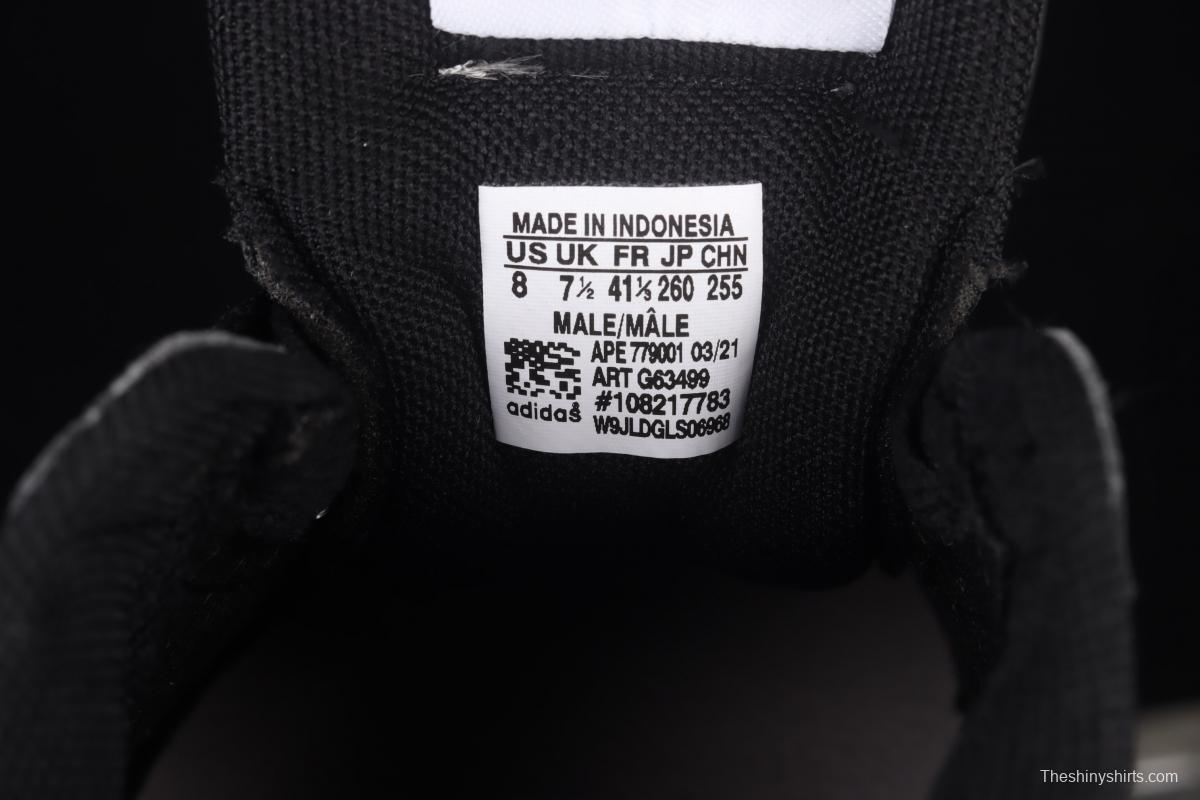 MADE IN INDONESIA
US UK FR JP CHN
8 7½ 41⅓ 260 255
MALE/MÂLE
APE 779001 03/21
ART G63499
#108217783
adidas
W9JLDGLS06968
Theshinyshirts.com